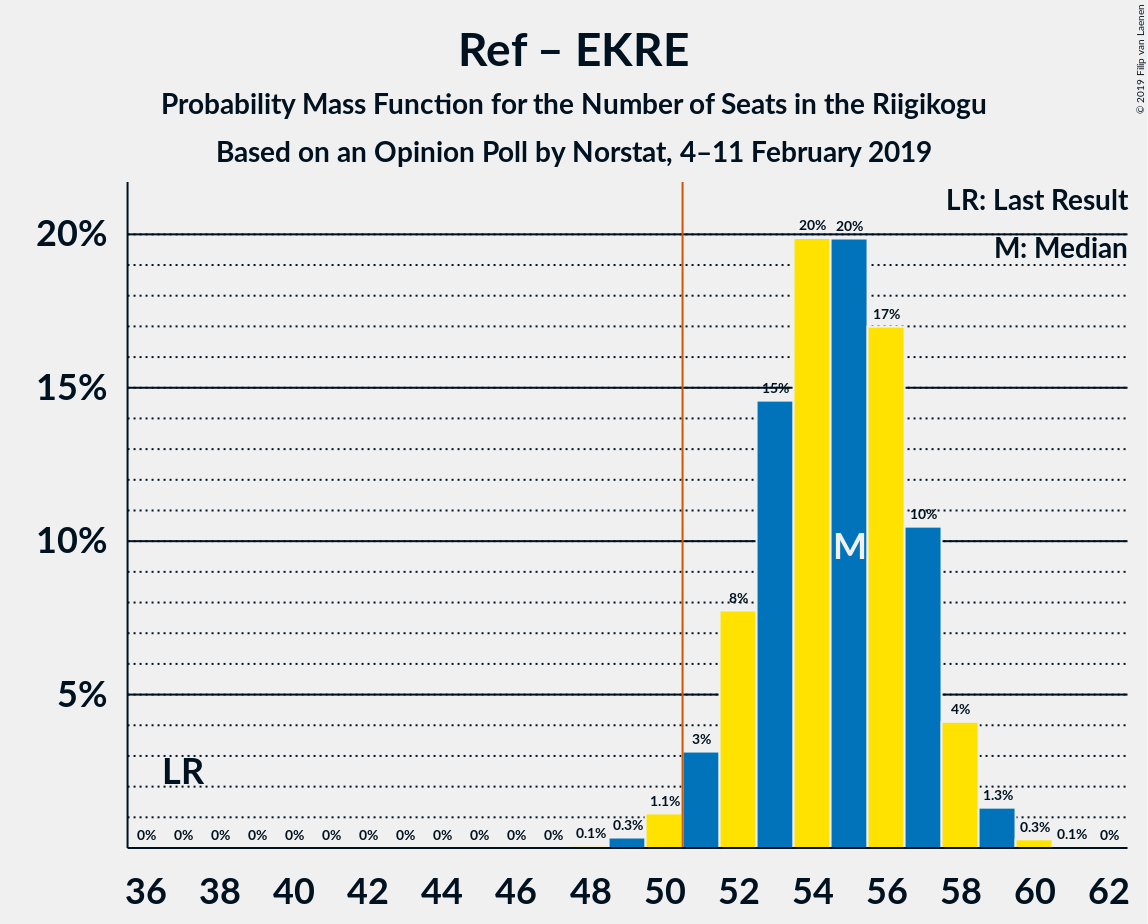 Ref – EKRE
Probability Mass Function for the Number of Seats in the Riigikogu
Based on an Opinion Poll by Norstat, 4–11 February 2019
© 2019 Filip van Laenen
LR: Last Result
M: Median
20%
15%
10%
5%
20% 20%
17%
15%
10%
M
8%
4%
3%
LR
1.1% 1.3%
0% 0% 0% 0% 0% 0% 0% 0% 0% 0% 0% 0% 0.1% 0.3% 0.3% 0.1% 0%
36 38 40 42 44 46 48 50 52 54 56 58 60 62